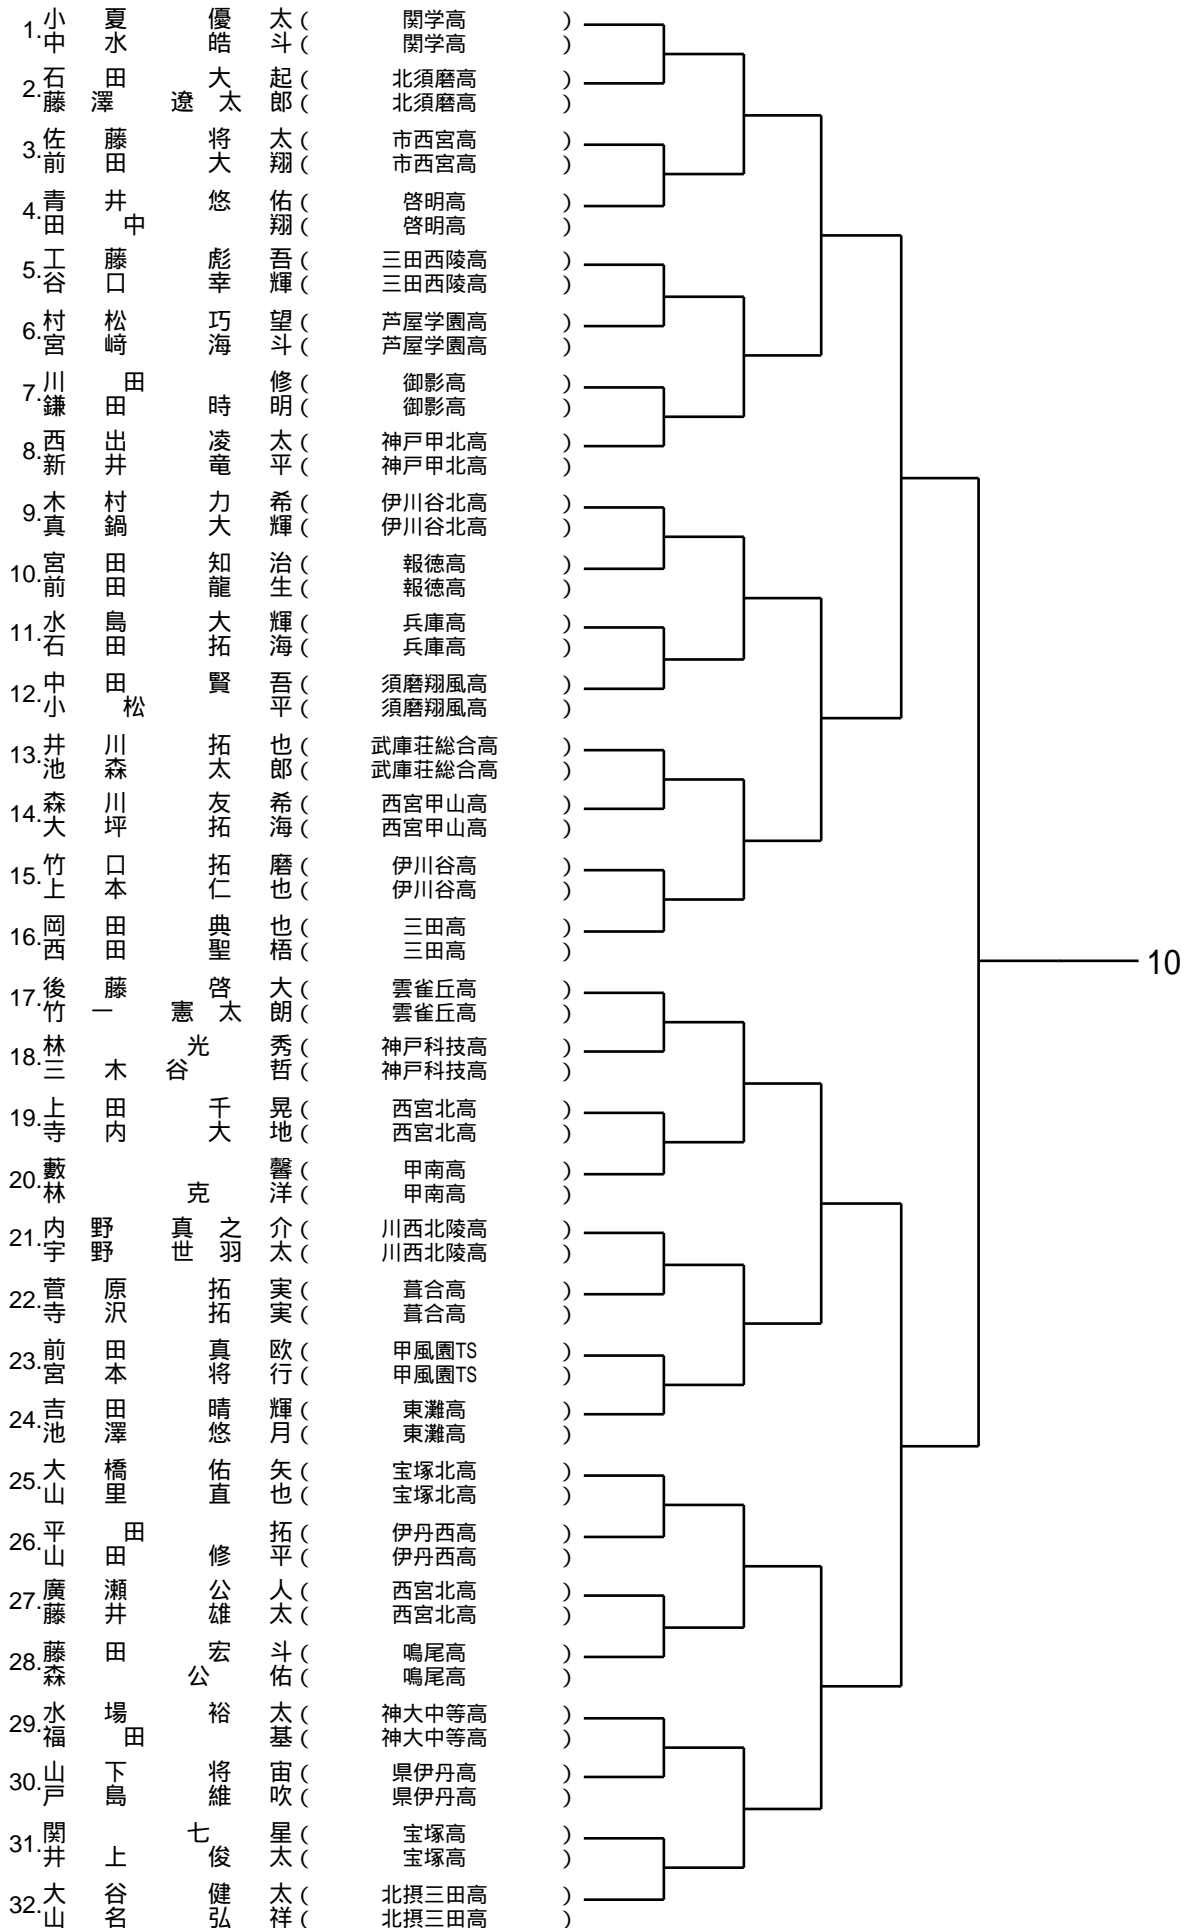 1. 小夏 優太 ( 関学高 )
中水 皓斗 ( 関学高 )
2. 石田 大起 ( 北須磨高 )
藤澤 遼太郎 ( 北須磨高 )
3. 佐藤 将太 ( 市西宮高 )
前田 大翔 ( 市西宮高 )
4. 青井 悠佑 ( 啓明高 )
田中 翔 ( 啓明高 )
5. 工藤 彪吾 ( 三田西陵高 )
谷口 幸輝 ( 三田西陵高 )
6. 村松 巧望 ( 芦屋学園高 )
宮﨑 海斗 ( 芦屋学園高 )
7. 川田 修 ( 御影高 )
鎌田 時明 ( 御影高 )
8. 西出 凌太 ( 神戸甲北高 )
新井 竜平 ( 神戸甲北高 )
9. 木村 力希 ( 伊川谷北高 )
真鍋 大輝 ( 伊川谷北高 )
10. 宮田 知治 ( 報徳高 )
前田 龍生 ( 報徳高 )
11. 水島 大輝 ( 兵庫高 )
石田 拓海 ( 兵庫高 )
12. 中田 賢吾 ( 須磨翔風高 )
小松 平 ( 須磨翔風高 )
13. 井川 拓也 ( 武庫荘総合高 )
池森 太郎 ( 武庫荘総合高 )
14. 森川 友希 ( 西宮甲山高 )
大坪 拓海 ( 西宮甲山高 )
15. 竹口 拓磨 ( 伊川谷高 )
上本 仁也 ( 伊川谷高 )
16. 岡田 典也 ( 三田高 )
西田 聖梧 ( 三田高 )
10
17. 後藤 啓大 ( 雲雀丘高 )
竹一 憲太朗 ( 雲雀丘高 )
18. 林 光秀 ( 神戸科技高 )
三木谷 哲 ( 神戸科技高 )
19. 上田 千晃 ( 西宮北高 )
寺内 大地 ( 西宮北高 )
20. 藪 馨 ( 甲南高 )
林 克洋 ( 甲南高 )
21. 内野 真之介 ( 川西北陵高 )
宇野 世羽太 ( 川西北陵高 )
22. 菅原 拓実 ( 葺合高 )
寺沢 拓実 ( 葺合高 )
23. 前田 真欧 ( 甲風園TS )
宮本 将行 ( 甲風園TS )
24. 吉田 晴輝 ( 東灘高 )
池澤 悠月 ( 東灘高 )
25. 大橋 佑矢 ( 宝塚北高 )
山里 直也 ( 宝塚北高 )
26. 平田 拓 ( 伊丹西高 )
山田 修平 ( 伊丹西高 )
27. 廣瀬 公人 ( 西宮北高 )
藤井 雄太 ( 西宮北高 )
28. 藤田 宏斗 ( 鳴尾高 )
森 公佑 ( 鳴尾高 )
29. 水場 裕太 ( 神大中等高 )
福田 基 ( 神大中等高 )
30. 山下 将宙 ( 県伊丹高 )
戸島 維吹 ( 県伊丹高 )
31. 関 七星 ( 宝塚高 )
井上 俊太 ( 宝塚高 )
32. 大谷 健太 ( 北摂三田高 )
山名 弘祥 ( 北摂三田高 )